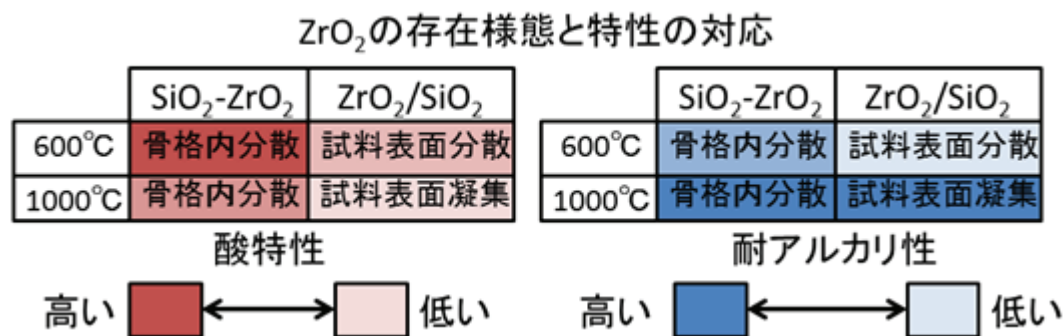 ZrO₂の存在様態と特性の対応
SiO₂-ZrO₂ ZrO₂/SiO₂
600℃ 骨格内分散 試料表面分散
1000℃ 骨格内分散 試料表面凝集
酸特性
高い 低い
SiO₂-ZrO₂ ZrO₂/SiO₂
600℃ 骨格内分散 試料表面分散
1000℃ 骨格内分散 試料表面凝集
耐アルカリ性
高い 低い